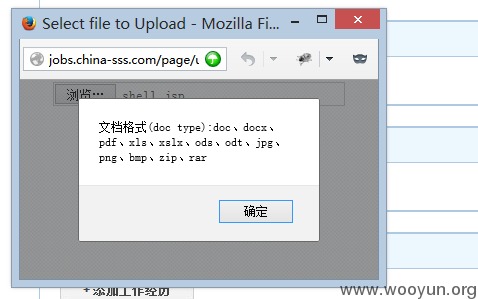 Select file to Upload - Mozilla Fi...
jobs.china-sss.com/page/u
浏览… shell.jsp
文档格式(doc type):doc、docx、
pdf、xls、xslx、ods、odt、jpg、
png、bmp、zip、rar
确定
+ 添加工作经历
www.wooyun.org